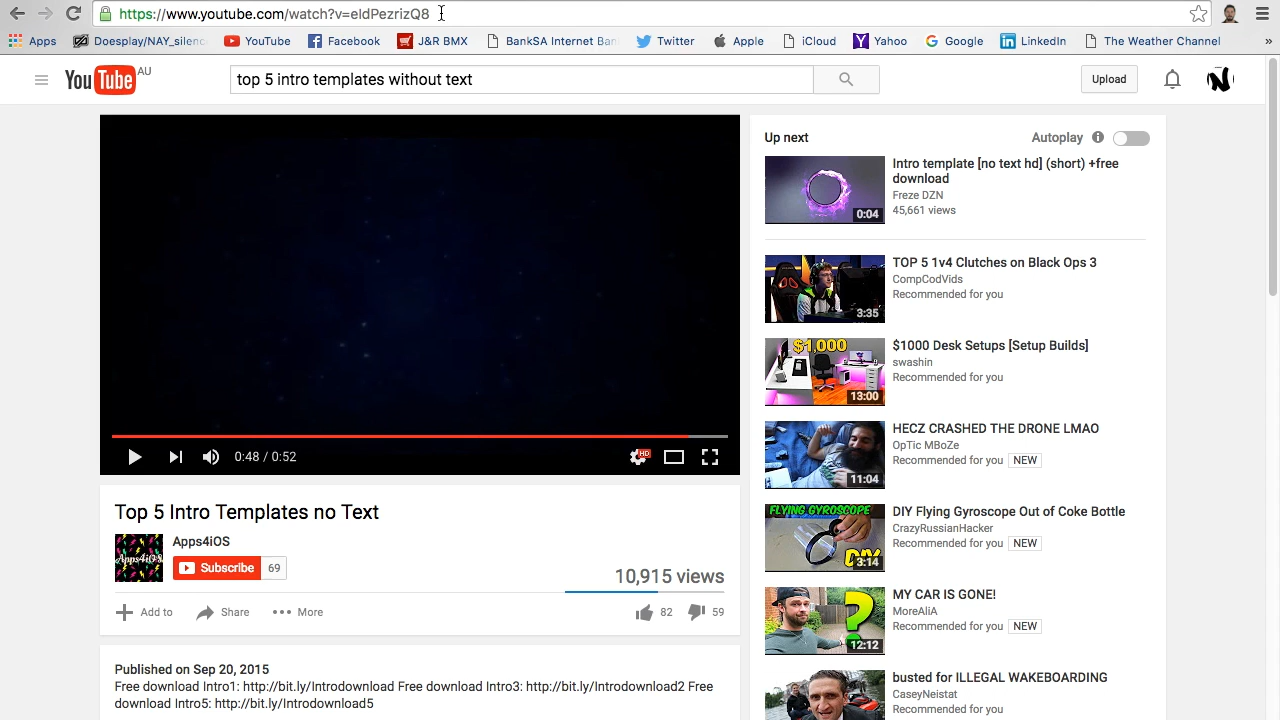 https://www.youtube.com/watch?v=eIdPezrizQ8
Apps Doesplay/NAY_silenc YouTube Facebook J&R BMX BankSA Internet Ban Twitter Apple iCloud Yahoo Google LinkedIn The Weather Channel »
YouTube AU
top 5 intro templates without text
Upload
Up next
Autoplay
Intro template [no text hd] (short) +free
download
Freze DZN
45,661 views
0:04
TOP 5 1v4 Clutches on Black Ops 3
CompCodVids
Recommended for you
3:35
$1000 Desk Setups [Setup Builds]
swashin
Recommended for you
$1,000
13:00
HECZ CRASHED THE DRONE LMAO
OpTic MBoZe
Recommended for you NEW
11:04
DIY Flying Gyroscope Out of Coke Bottle
CrazyRussianHacker
Recommended for you NEW
FLYING GYROSCOPE
DIY
3:14
MY CAR IS GONE!
MoreAliA
Recommended for you NEW
?
12:12
busted for ILLEGAL WAKEBOARDING
CaseyNeistat
Recommended for you
0:48 / 0:52
HD
Top 5 Intro Templates no Text
Apps4iOS
Apps4iOS
Subscribe 69
10,915 views
Add to Share More
82 59
Published on Sep 20, 2015
Free download Intro1: http://bit.ly/Introdownload Free download Intro3: http://bit.ly/Introdownload2 Free
download Intro5: http://bit.ly/Introdownload5